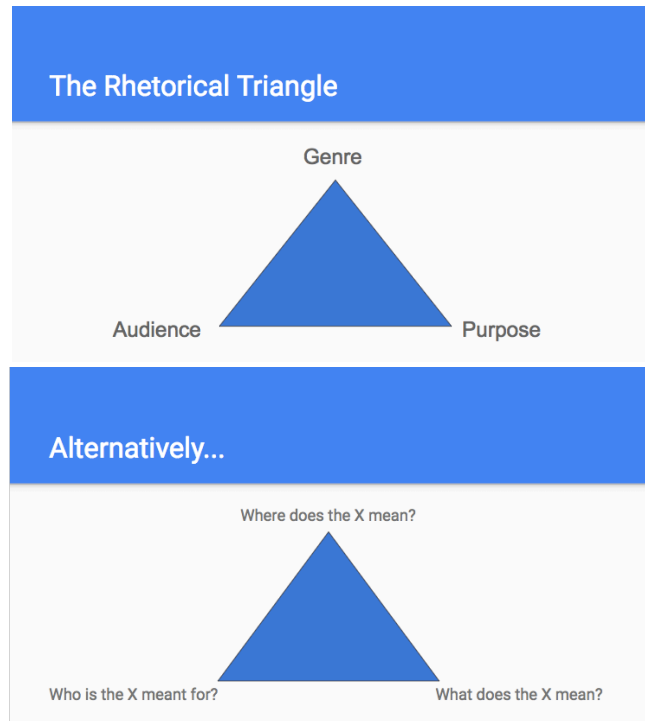 The Rhetorical Triangle
Genre
Audience
Purpose
Alternatively...
Where does the X mean?
Who is the X meant for?
What does the X mean?